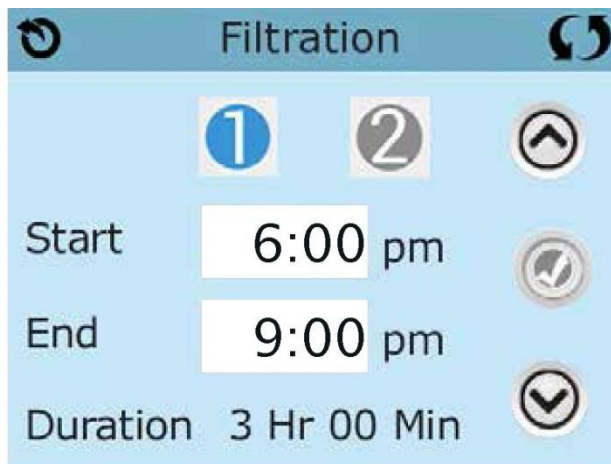 Filtration
1 2
Start 6:00 pm
End 9:00 pm
Duration 3 Hr 00 Min